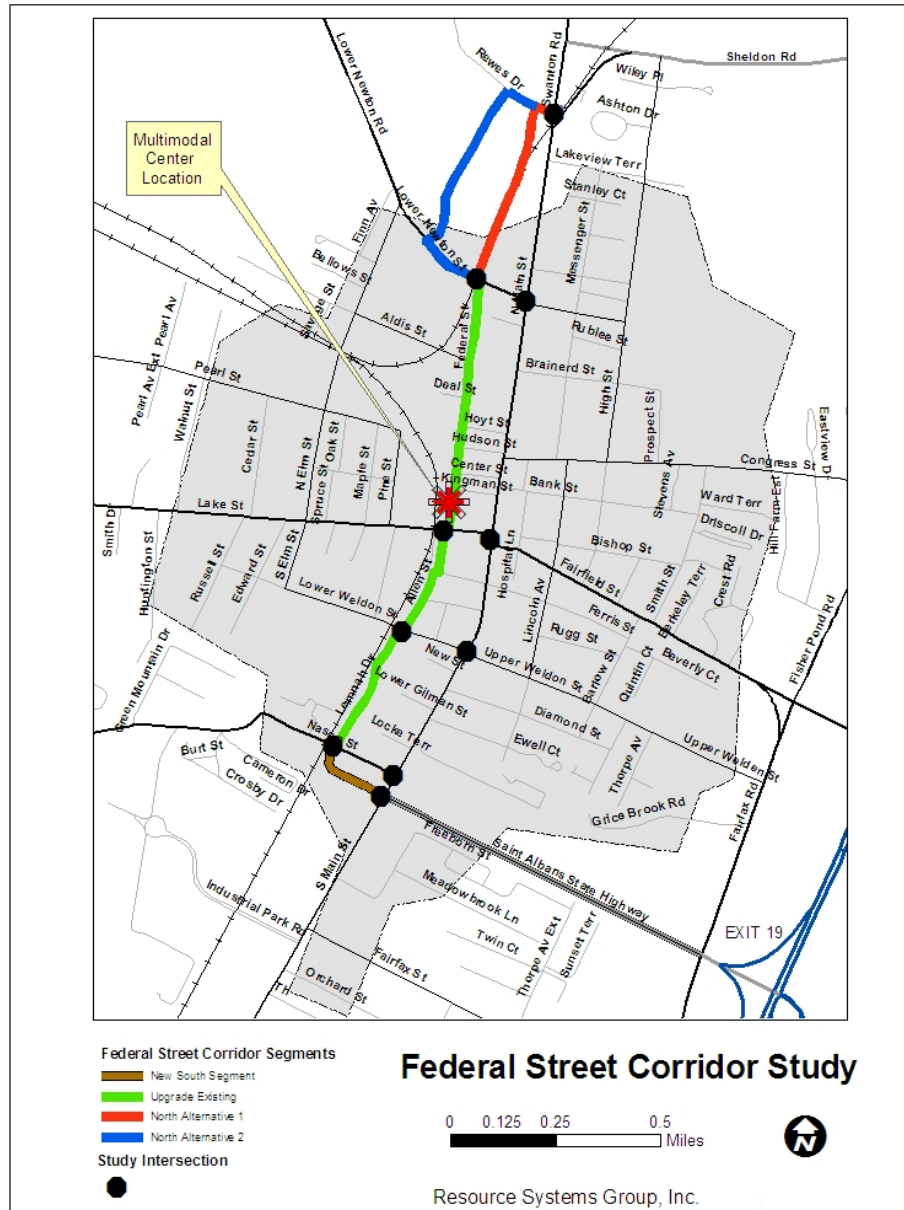 Sheldon Rd
Swanton Rd
Lower Newton Rd
Rewes Dr
Wiley Pl
Ashton Dr
Multimodal
Center
Location
Lakeview Terr
Stanley Ct
Messenger St
Finn Av
Lower Newton St
Bellows St
N Main St
Aldis St
Federal St
Rublee St
Pearl Av
Pearl Av Ext
Pearl St
Walnut St
Brainerd St
Deal St
High St
Prospect St
Eastview Dr
Hoyt St
Hudson St
Cedar St
N Elm St
Spruce St
Oak St
Maple St
Pine St
Center St
Kingman St
Bank St
Congress St
Stevens Av
Ward Terr
Driscoll Dr
Hill Farm Est
Lake St
Smith Dr
Huntington St
Russell St
Edward St
S Elm St
Hospital Ln
Bishop St
Fairfield St
Smith St
Berkeley Terr
Crest Rd
Lower Weldon St
Allen St
Lincoln Av
Ferris St
Rugg St
Beverly Ct
Fisher Pond Rd
New St
Upper Weldon St
Barlow St
Quintin Ct
Green Mountain Dr
Lemnah Dr
Lower Gilman St
Diamond St
Locke Terr
Ewell Ct
Thorpe Av
Upper Welden St
Burt St
Cameron Dr
Crosby Dr
Grice Brook Rd
Fairfax Rd
Freeborn St
Saint Albans State Highway
S Main St
Meadowbrook Ln
Industrial Park Rd
Twin Ct
Thorpe Av Ext
Sunset Terr
EXIT 19
Fairfax St
Orchard St
TH
Federal Street Corridor Segments
New South Segment
Upgrade Existing
North Alternative 1
North Alternative 2
Study Intersection
Federal Street Corridor Study
0 0.125 0.25 0.5
Miles
N
Resource Systems Group, Inc.